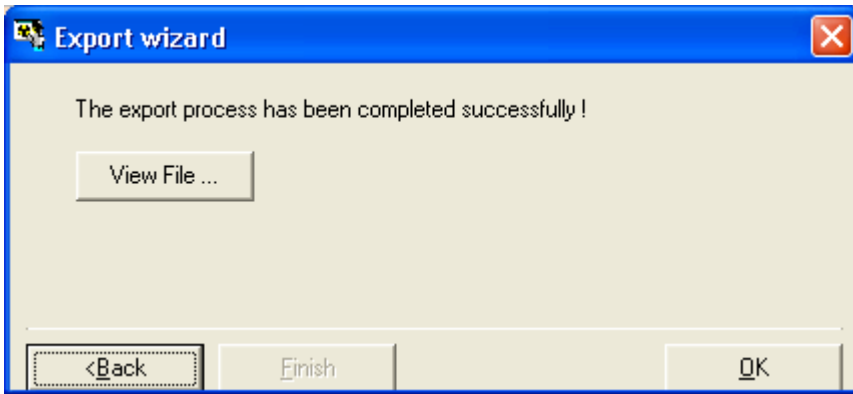 Export wizard
The export process has been completed successfully !
View File ...
<Back Finish OK